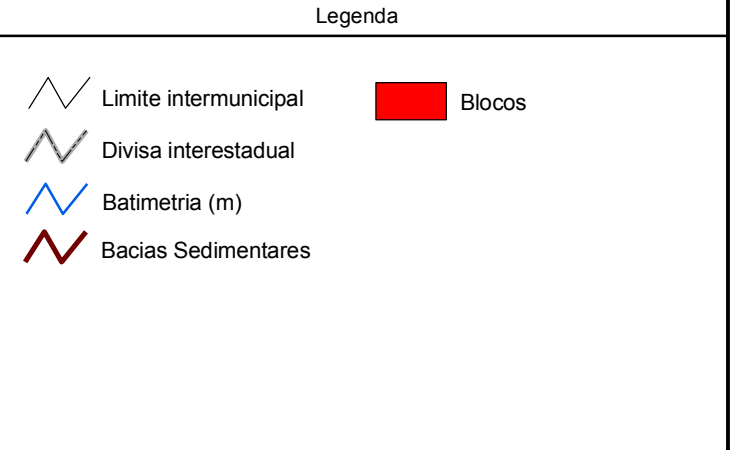 Legenda
Limite intermunicipal
Blocos
Divisa interestadual
Batimetria (m)
Bacias Sedimentares